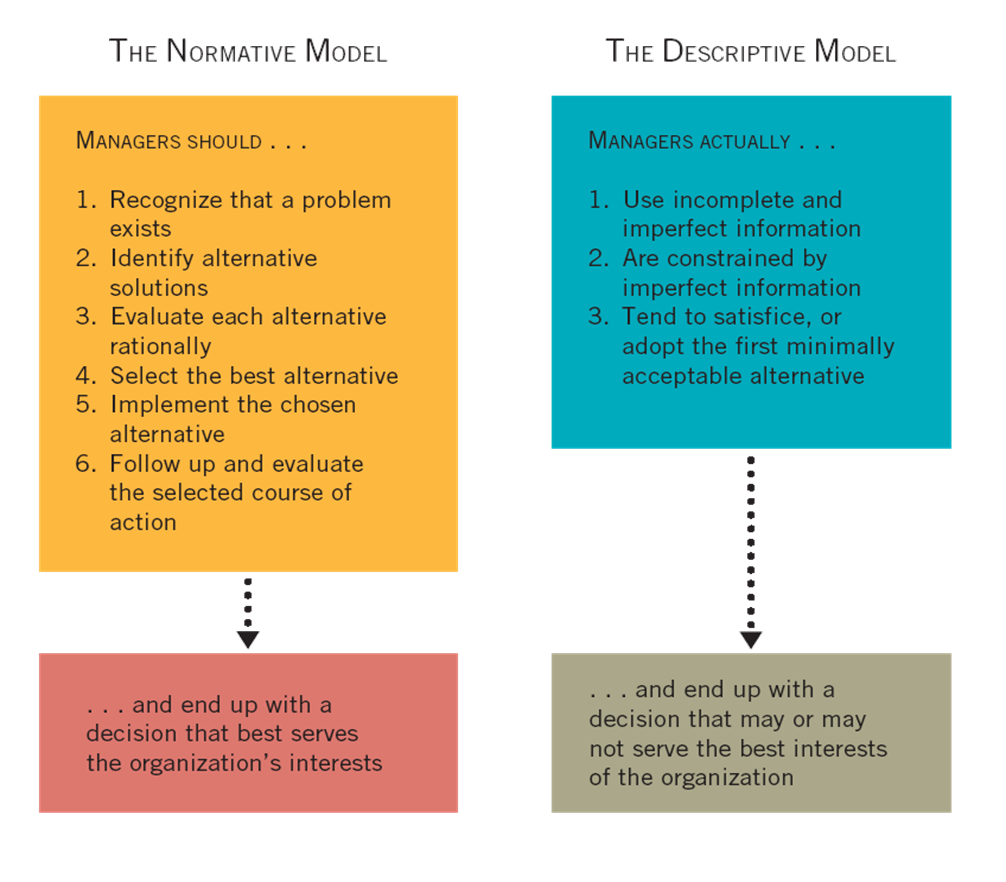 The Normative Model
Managers should . . .
1. Recognize that a problem
exists
2. Identify alternative
solutions
3. Evaluate each alternative
rationally
4. Select the best alternative
5. Implement the chosen
alternative
6. Follow up and evaluate
the selected course of
action
. . . and end up with a
decision that best serves
the organization’s interests
The Descriptive Model
Managers actually . . .
1. Use incomplete and
imperfect information
2. Are constrained by
imperfect information
3. Tend to satisfice, or
adopt the first minimally
acceptable alternative
. . . and end up with a
decision that may or may
not serve the best interests
of the organization